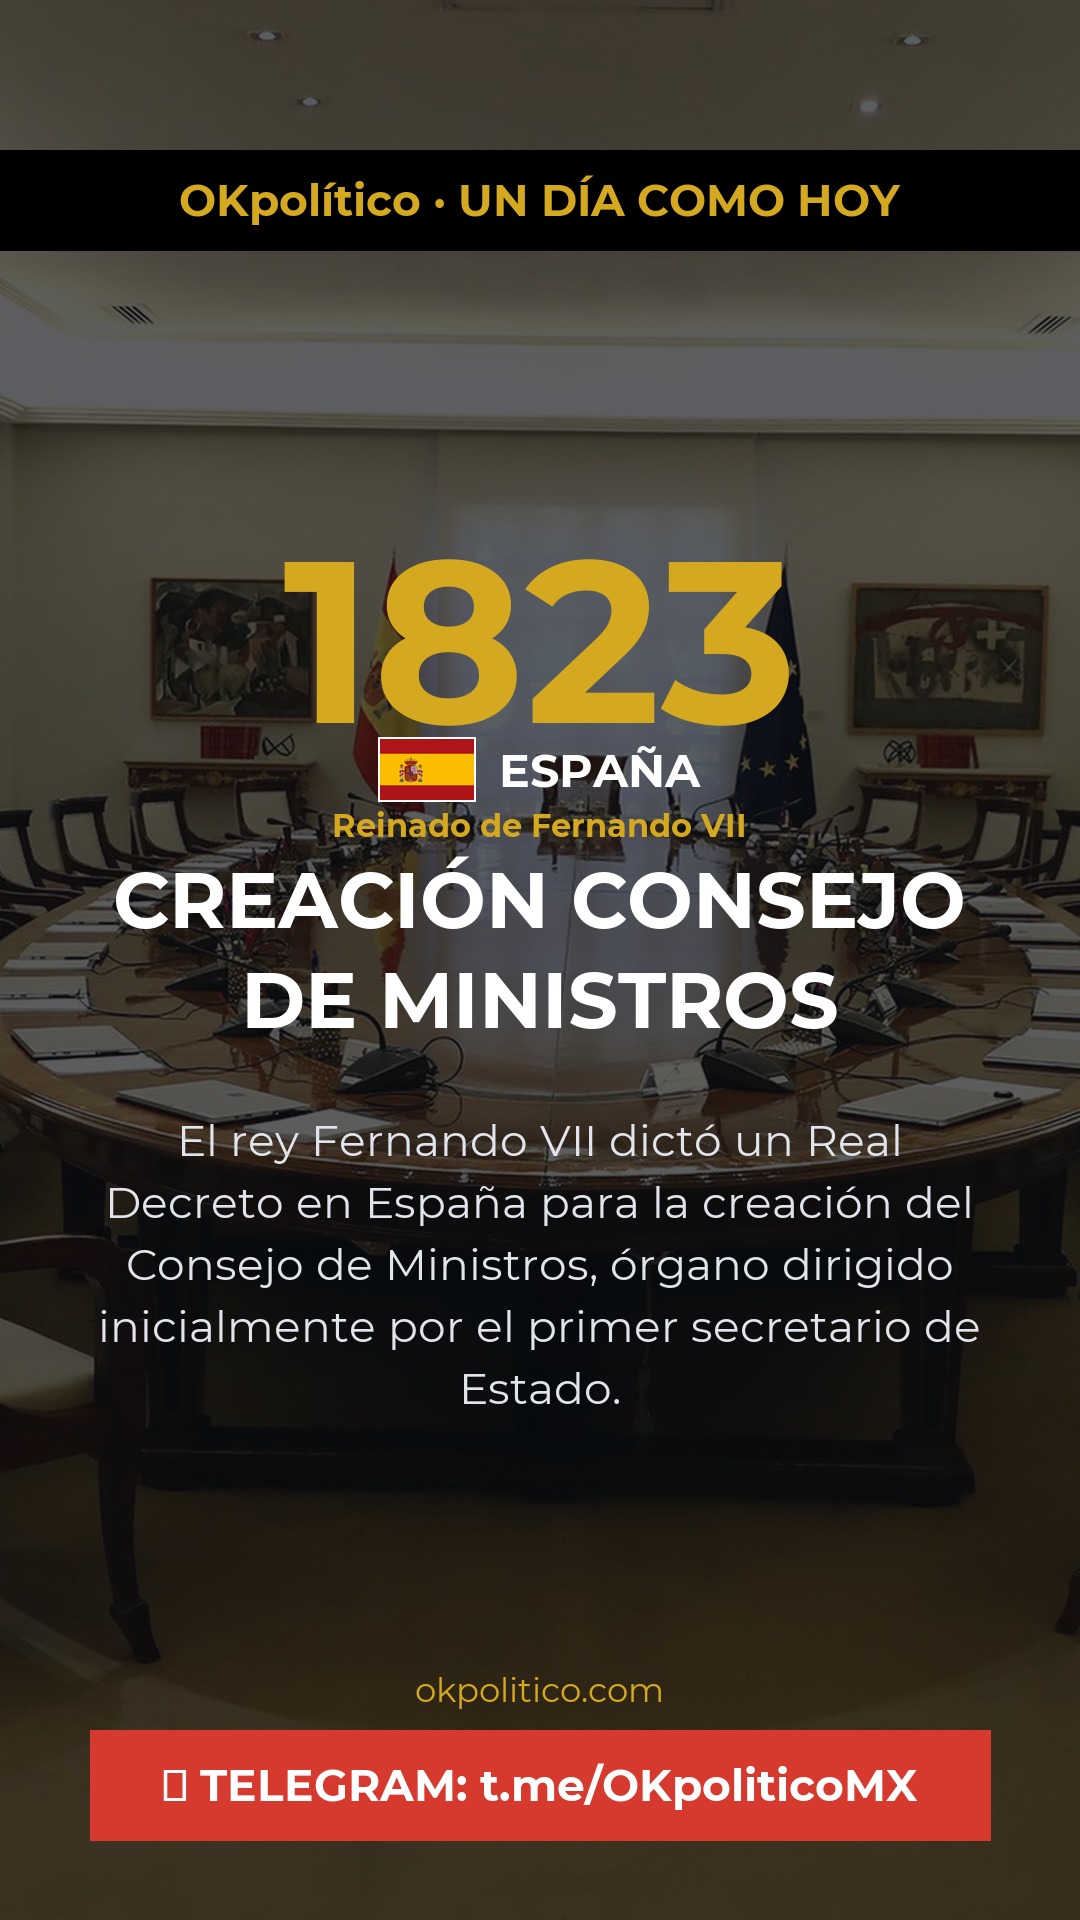 OKpolítico · UN DÍA COMO HOY
1823
ESPAÑA
Reinado de Fernando VII
CREACIÓN CONSEJO
DE MINISTROS
El rey Fernando VII dictó un Real
Decreto en España para la creación del
Consejo de Ministros, órgano dirigido
inicialmente por el primer secretario de
Estado.
okpolitico.com
TELEGRAM: t.me/OKpoliticoMX